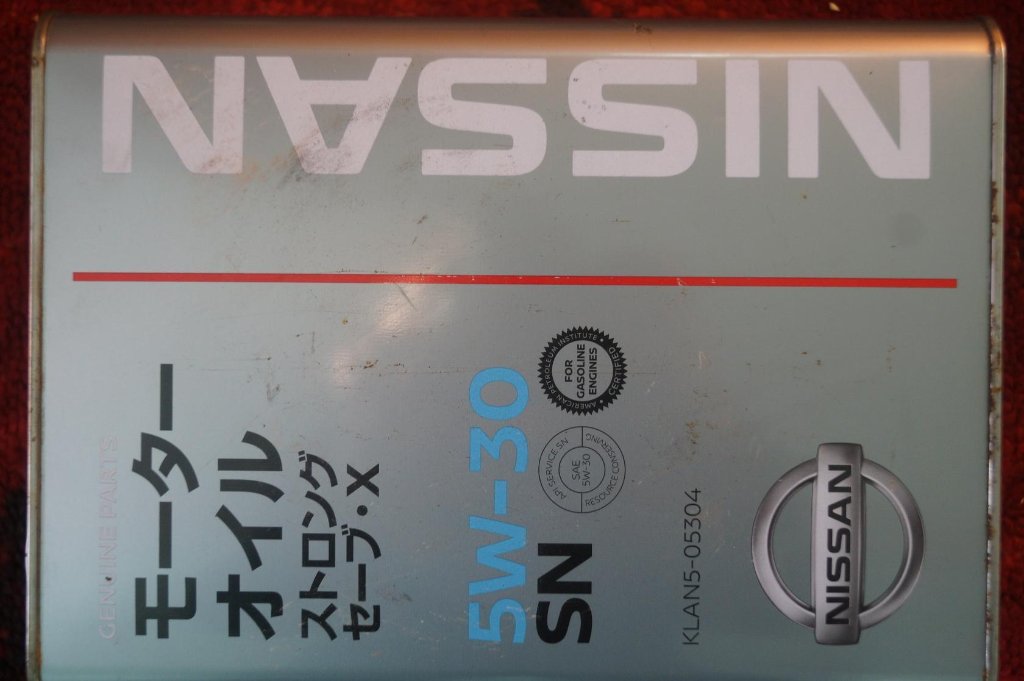 NISSAN
GENUINE PARTS
モーター
オイル
ストロング
セーブ・X
5W-30
SN
API SERVICE SN
SAE
5W-30
RESOURCE CONSERVING
AMERICAN PETROLEUM INSTITUTE
FOR
GASOLINE
ENGINES
CERTIFIED
KLAN5-05304
NISSAN